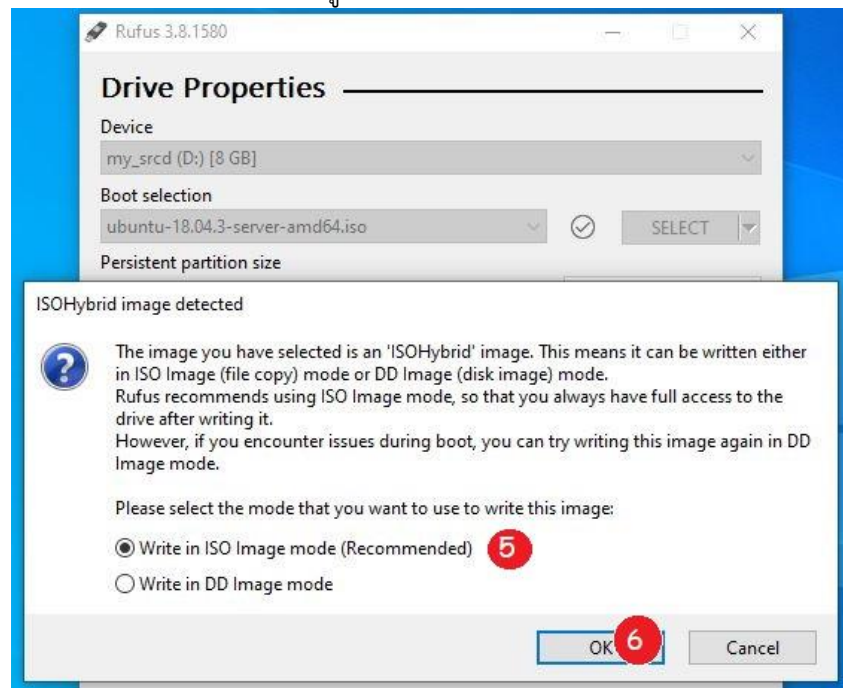 Rufus 3.8.1580
Drive Properties
Device
my_srcd (D:) [8 GB]
Boot selection
ubuntu-18.04.3-server-amd64.iso
SELECT
Persistent partition size
ISOHybrid image detected
The image you have selected is an 'ISOHybrid' image. This means it can be written either
in ISO Image (file copy) mode or DD Image (disk image) mode.
Rufus recommends using ISO Image mode, so that you always have full access to the
drive after writing it.
However, if you encounter issues during boot, you can try writing this image again in DD
Image mode.
Please select the mode that you want to use to write this image:
Write in ISO Image mode (Recommended) 5
Write in DD Image mode
OK 6 Cancel